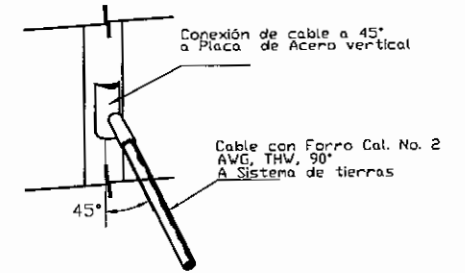 Conexión de cable a 45°
a Placa de Acero vertical
Cable con Forro Cal. No. 2
AWG, THW, 90°
A Sistema de tierras
45°